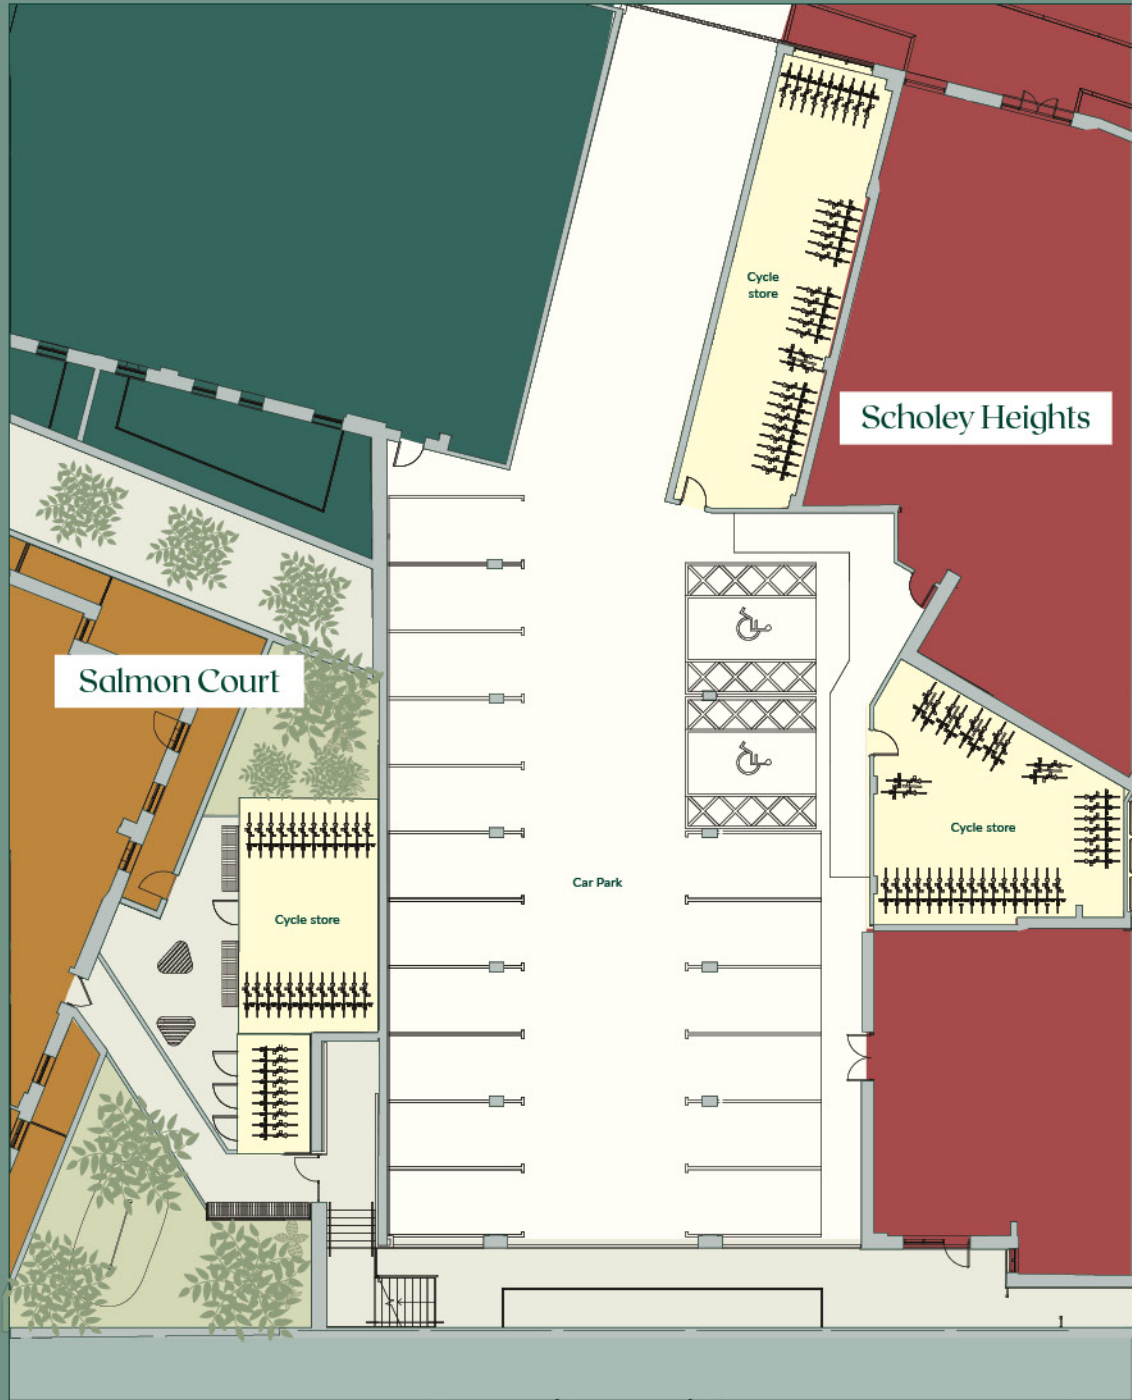 Cycle
store
Scholey Heights
Salmon Court
Cycle store
Car Park
Cycle store